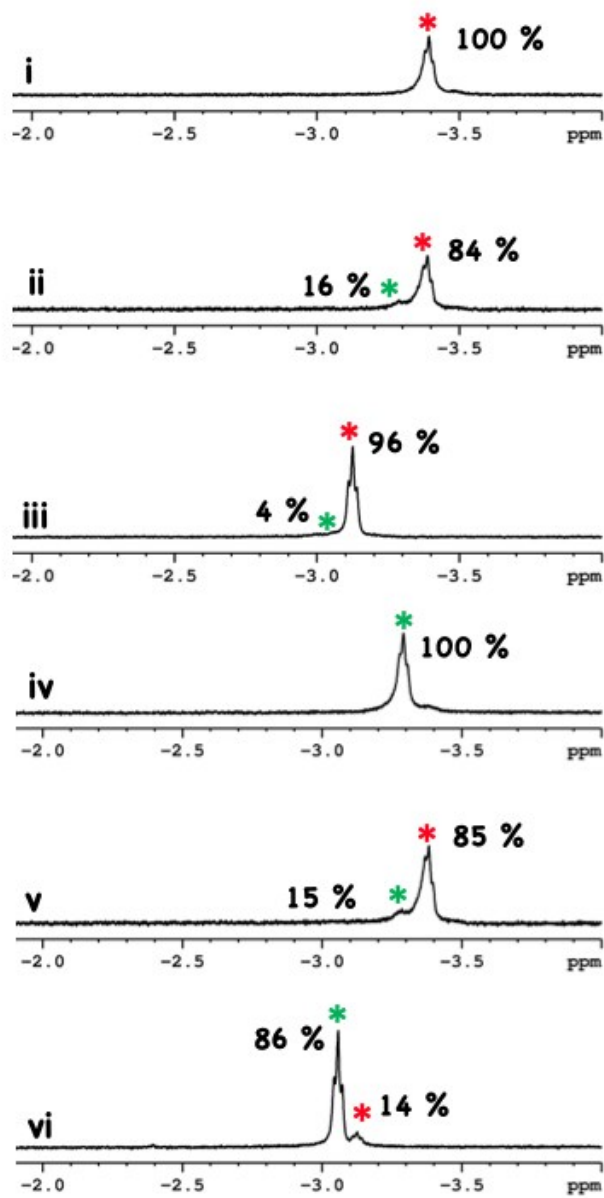 * 100 %
i
-2.0 -2.5 -3.0 -3.5 ppm
* 84 %
16 % *
ii
-2.0 -2.5 -3.0 -3.5 ppm
* 96 %
4 % *
iii
-2.0 -2.5 -3.0 -3.5 ppm
* 100 %
iv
-2.0 -2.5 -3.0 -3.5 ppm
* 85 %
15 % *
v
-2.0 -2.5 -3.0 -3.5 ppm
*
86 %
* 14 %
vi
-2.0 -2.5 -3.0 -3.5 ppm